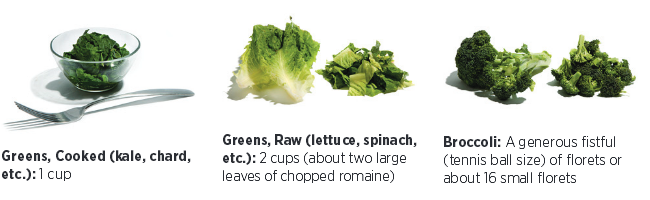 Greens, Cooked (kale, chard,
etc.): 1 cup
Greens, Raw (lettuce, spinach,
etc.): 2 cups (about two large
leaves of chopped romaine)
Broccoli: A generous fistful
(tennis ball size) of florets or
about 16 small florets